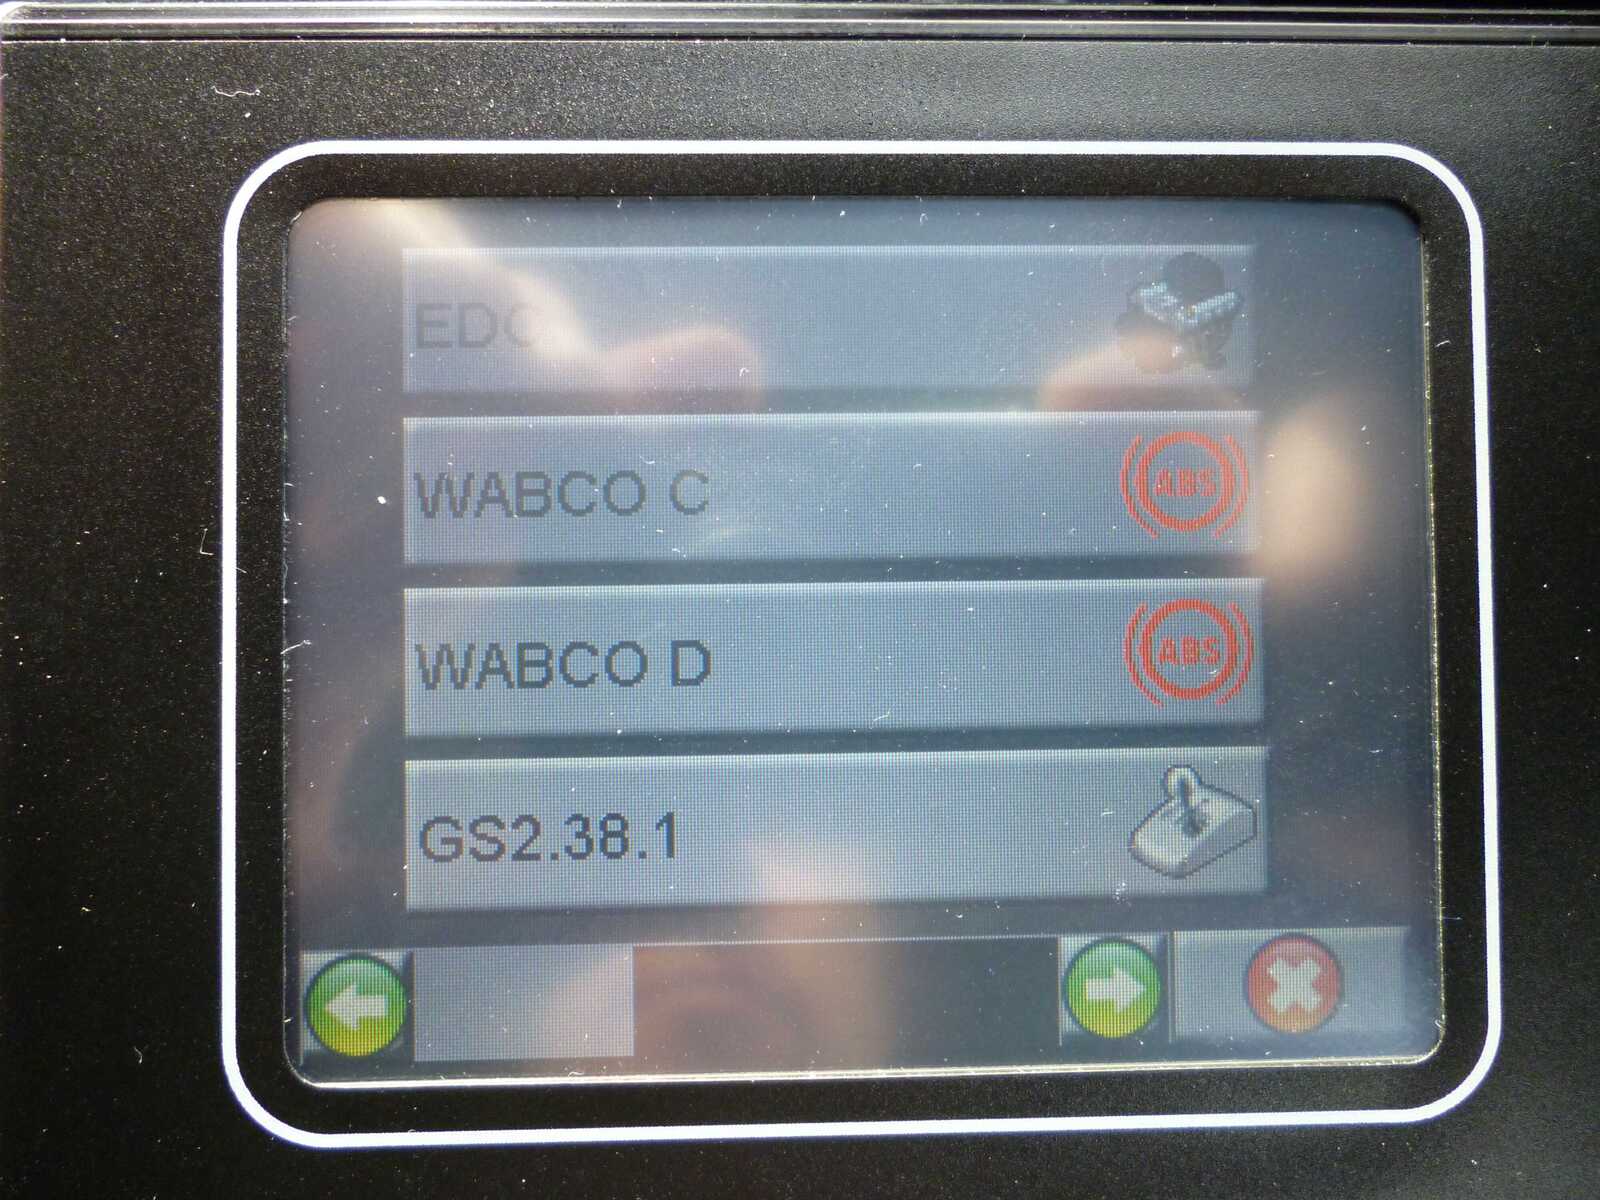 EDC
WABCO C
ABS
WABCO D
ABS
GS2.38.1